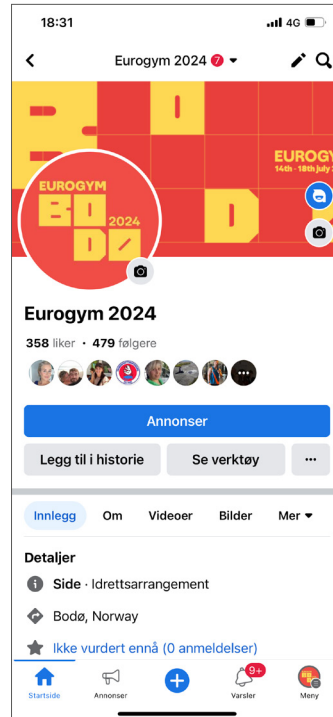 18:31
4G
Eurogym 2024 7
EUROGY
14th - 18th july 2
EUROGYM
BO
2024
DØ
Eurogym 2024
358 liker • 479 følgere
Annonser
Legg til i historie
Se verktøy
Innlegg
Om
Videoer
Bilder
Mer
Detaljer
Side · Idrettsarrangement
Bodø, Norway
Ikke vurdert ennå (0 anmeldelser)
9+
Startside
Annonser
Varsler
Meny